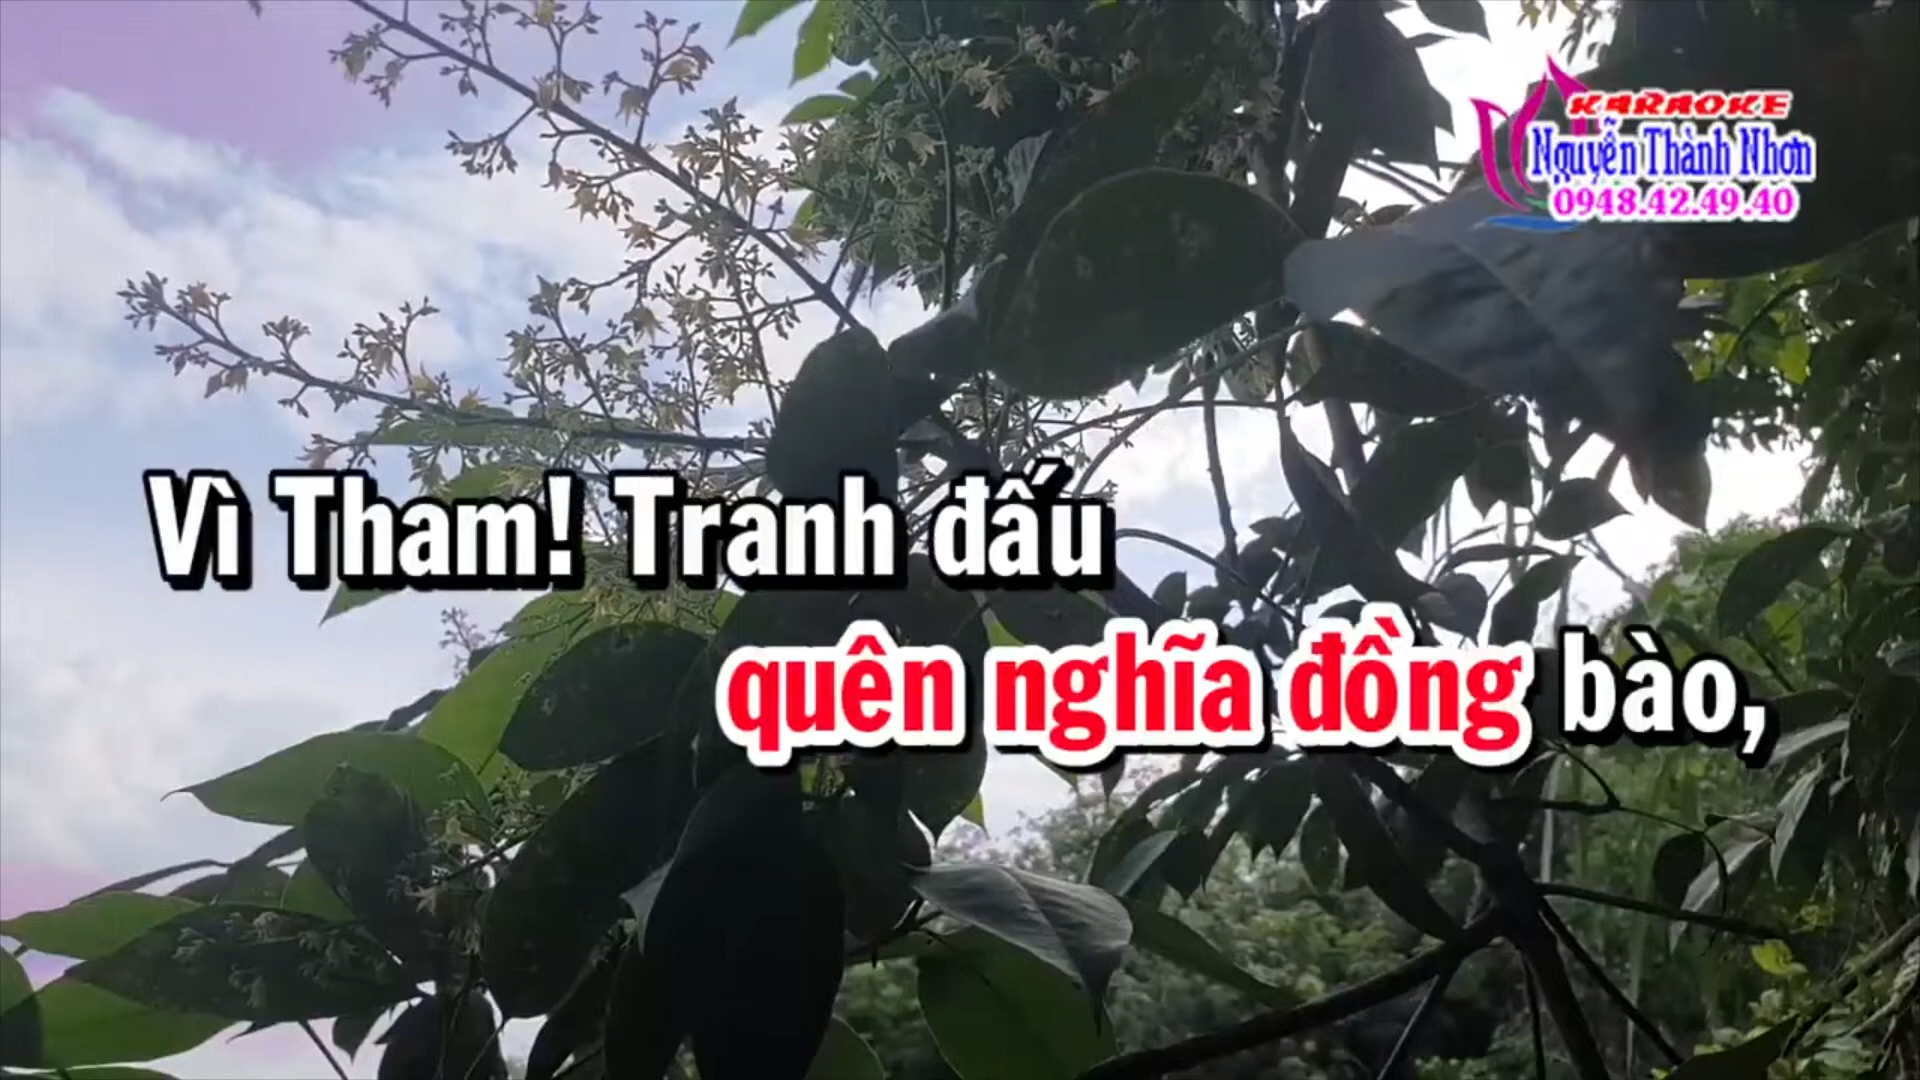 KARAOKE
Nguyễn Thành Nhơn
0948.42.49.40
Vì Tham! Tranh đấu
quên nghĩa đồng bào,